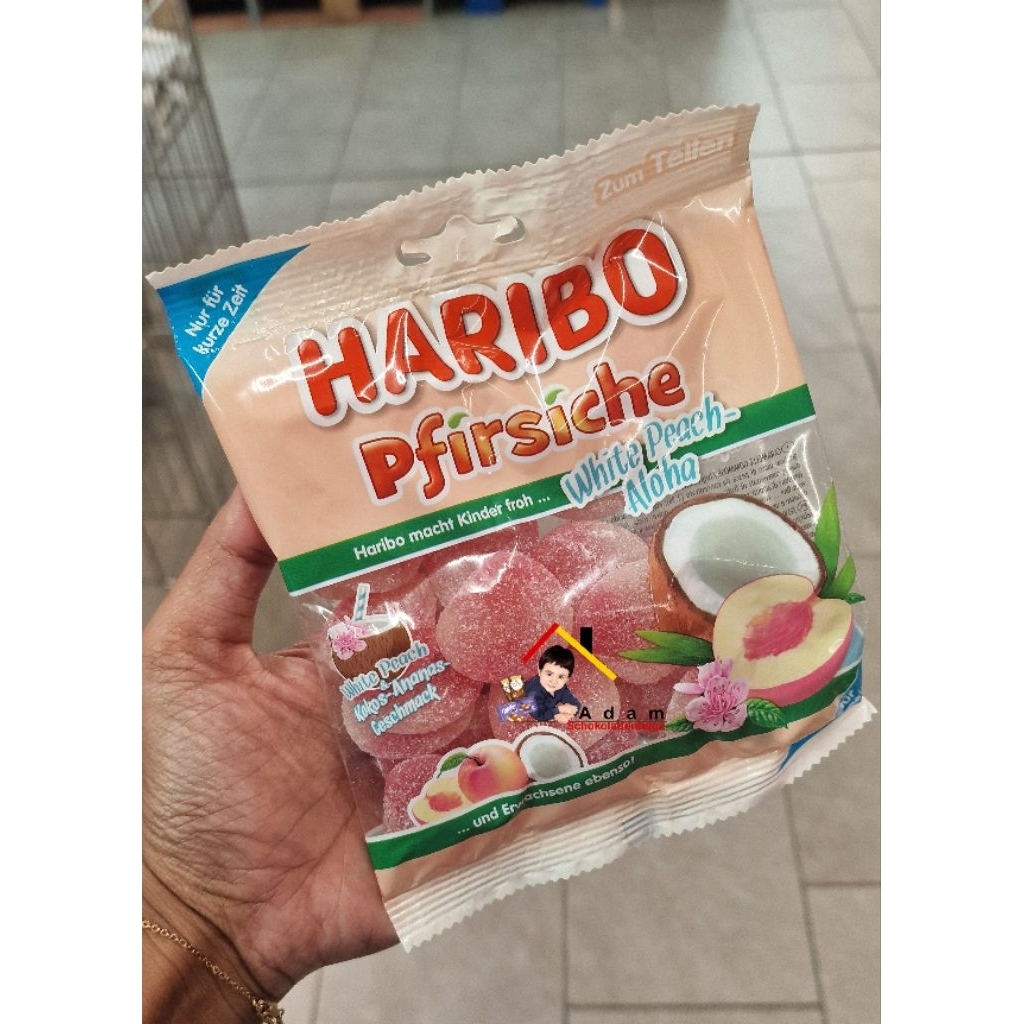 Zum Teilen
Nur für
kurze Zeit
HARIBO
Pfirsiche
White Peach-
Aloha
Haribo macht Kinder froh ...
White Peach
&
Kokos-Ananas-
Geschmack
Adam
... und Erwachsene ebenso!